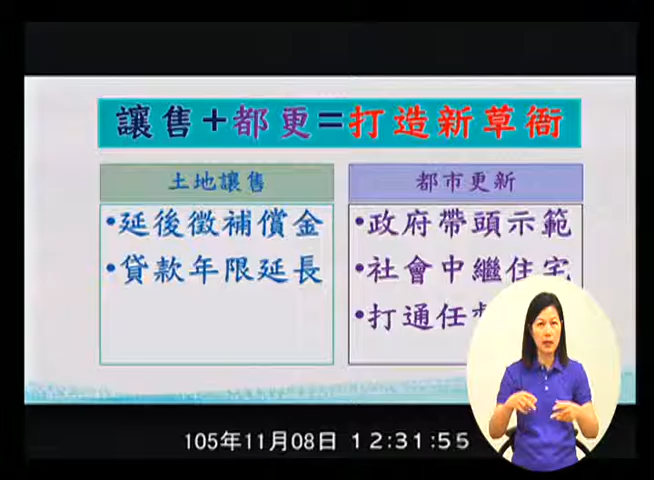 讓售+都更=打造新草衙
土地讓售
•延後徵補償金
•貸款年限延長
都市更新
•政府帶頭示範
•社會中繼住宅
•打通任
105年11月08日 12:31:55